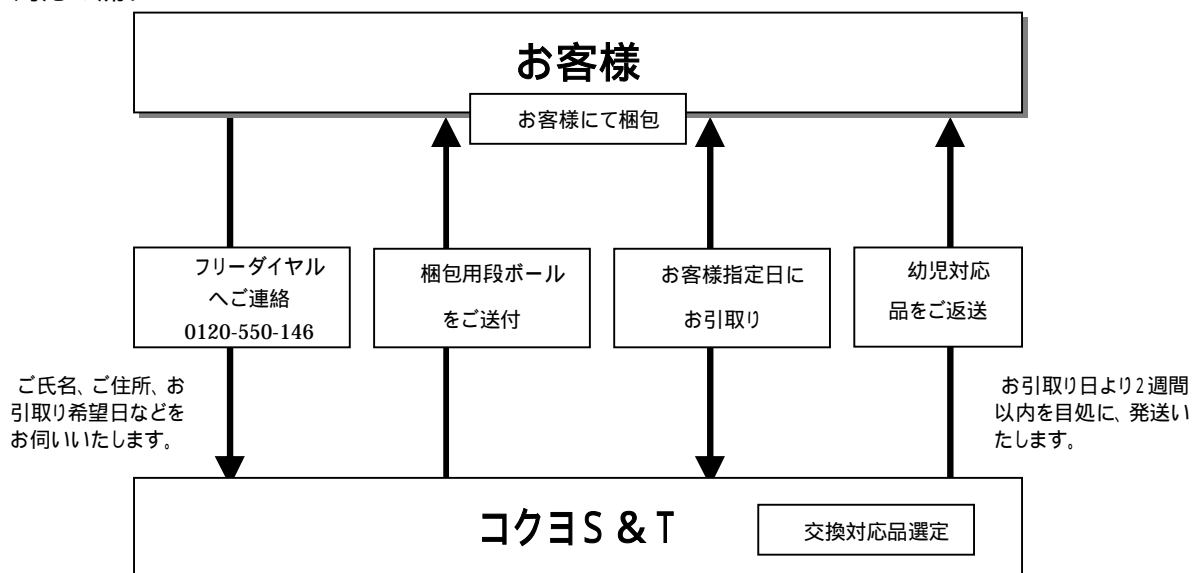 お客様
お客様にて梱包
フリーダイヤル
へご連絡
0120-550-146
梱包用段ボール
をご送付
お客様指定日に
お引取り
幼児対応
品をご返送
ご氏名、ご住所、お
引取り希望日などを
お伺いいたします。
お引取り日より2週間
以内を目処に、発送い
たします。
コクヨS&T
交換対応品選定